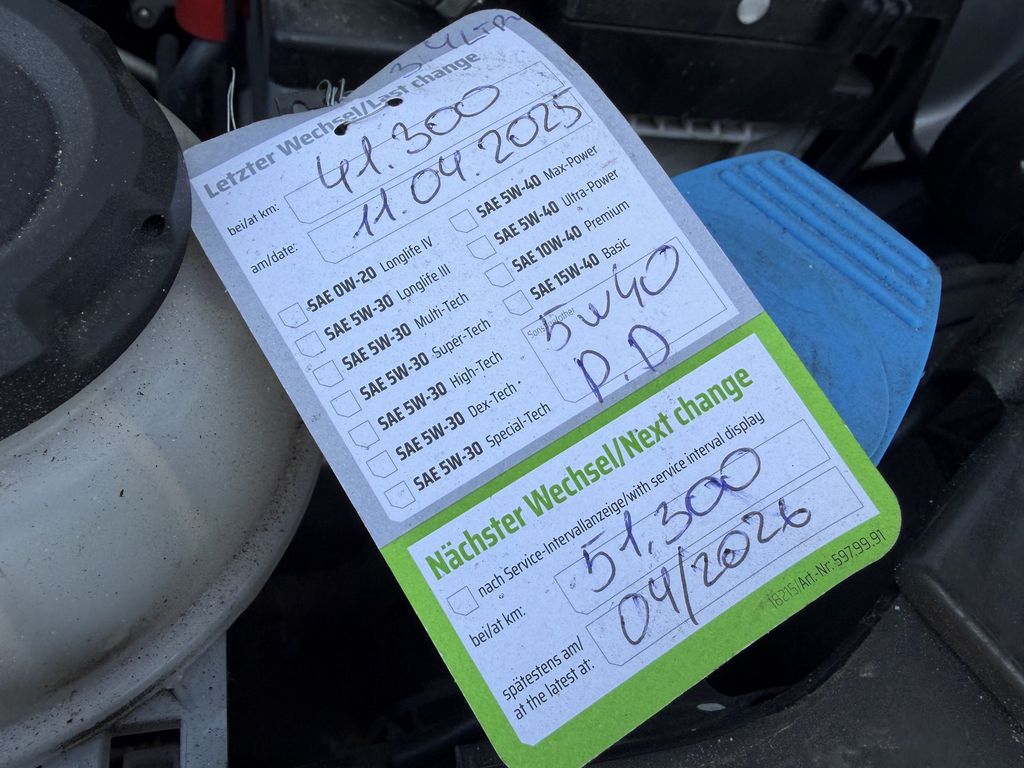 Letzter Wechsel/Last change
bei/at km: 41.300
am/date: 11.04.2025
SAE 0W-20 Longlife IV
SAE 5W-30 Longlife III
SAE 5W-30 Multi-Tech
SAE 5W-30 Super-Tech
SAE 5W-30 High-Tech
SAE 5W-30 Dex-Tech
SAE 5W-30 Special-Tech
SAE 5W-40 Max-Power
SAE 5W-40 Ultra-Power
SAE 10W-40 Premium
SAE 15W-40 Basic
5W40
P.D
Nächster Wechsel/Next change
nach Service-Intervallanzeige/with service interval display
bei/at km: 51.300
spätestens am/
at the latest at: 04/2026
18215/Art.-Nr. 597.99.91